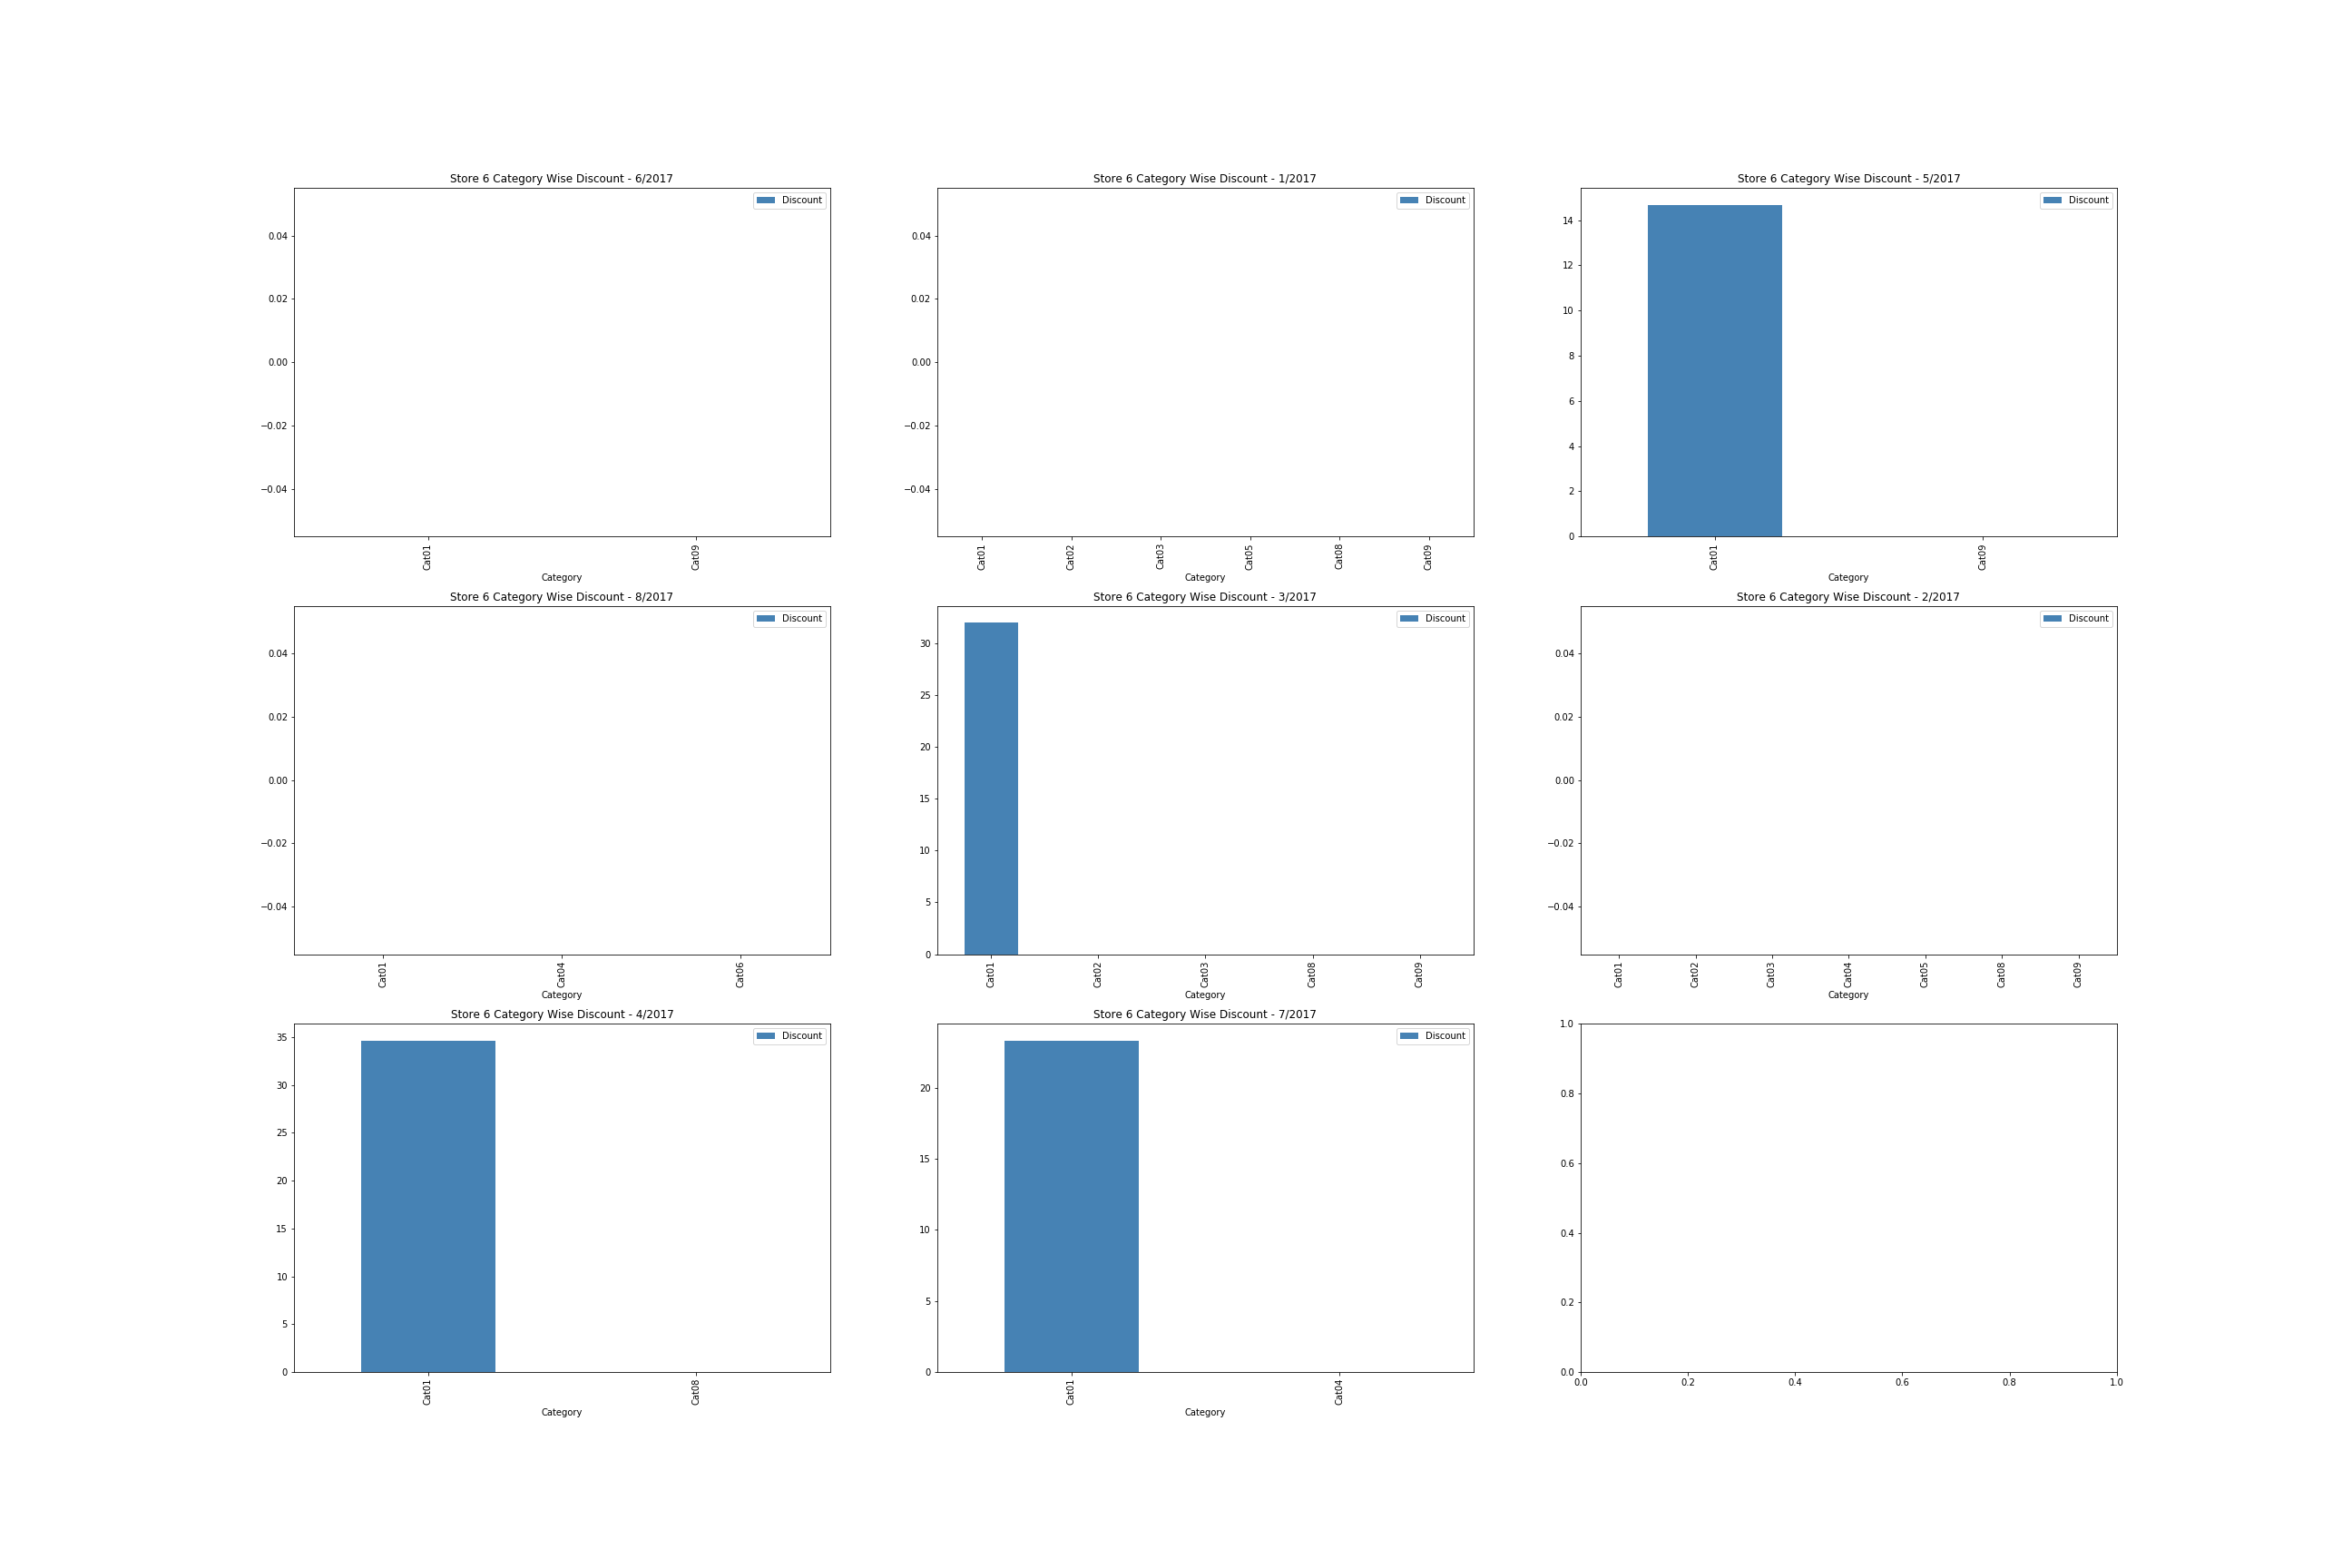 Store 6 Category Wise Discount - 6/2017
Discount
0.04
0.02
0.00
−0.02
−0.04
Cat01
Cat09
Category
Store 6 Category Wise Discount - 1/2017
Discount
0.04
0.02
0.00
−0.02
−0.04
Cat01
Cat02
Cat03
Cat05
Cat08
Cat09
Category
Store 6 Category Wise Discount - 5/2017
Discount
14
12
10
8
6
4
2
0
Cat01
Cat09
Category
Store 6 Category Wise Discount - 8/2017
Discount
0.04
0.02
0.00
−0.02
−0.04
Cat01
Cat04
Cat06
Category
Store 6 Category Wise Discount - 3/2017
Discount
30
25
20
15
10
5
0
Cat01
Cat02
Cat03
Cat08
Cat09
Category
Store 6 Category Wise Discount - 2/2017
Discount
0.04
0.02
0.00
−0.02
−0.04
Cat01
Cat02
Cat03
Cat04
Cat05
Cat08
Cat09
Category
Store 6 Category Wise Discount - 4/2017
Discount
35
30
25
20
15
10
5
0
Cat01
Cat08
Category
Store 6 Category Wise Discount - 7/2017
Discount
20
15
10
5
0
Cat01
Cat04
Category
1.0
0.8
0.6
0.4
0.2
0.0
0.0 0.2 0.4 0.6 0.8 1.0